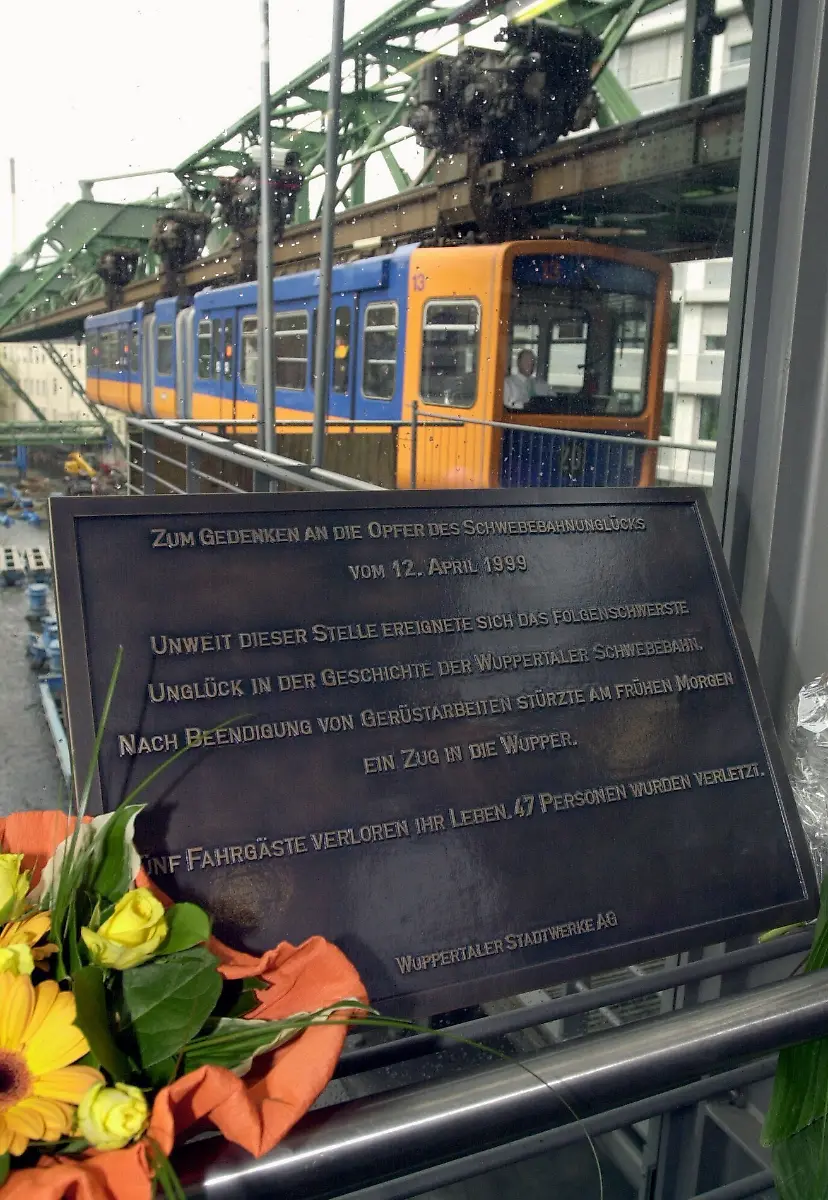 13
ZUM GEDENKEN AN DIE OPFER DES SCHWEBEBAHNUNGLÜCKS
VOM 12. APRIL 1999
UNWEIT DIESER STELLE EREIGNETE SICH DAS FOLGENSCHWERSTE
UNGLÜCK IN DER GESCHICHTE DER WUPPERTALER SCHWEBEBAHN.
NACH BEENDIGUNG VON GERÜSTARBEITEN STÜRZTE AM FRÜHEN MORGEN
EIN ZUG IN DIE WUPPER.
ÜNF FAHRGÄSTE VERLOREN IHR LEBEN. 47 PERSONEN WURDEN VERLETZT.
WUPPERTALER STADTWERKE AG